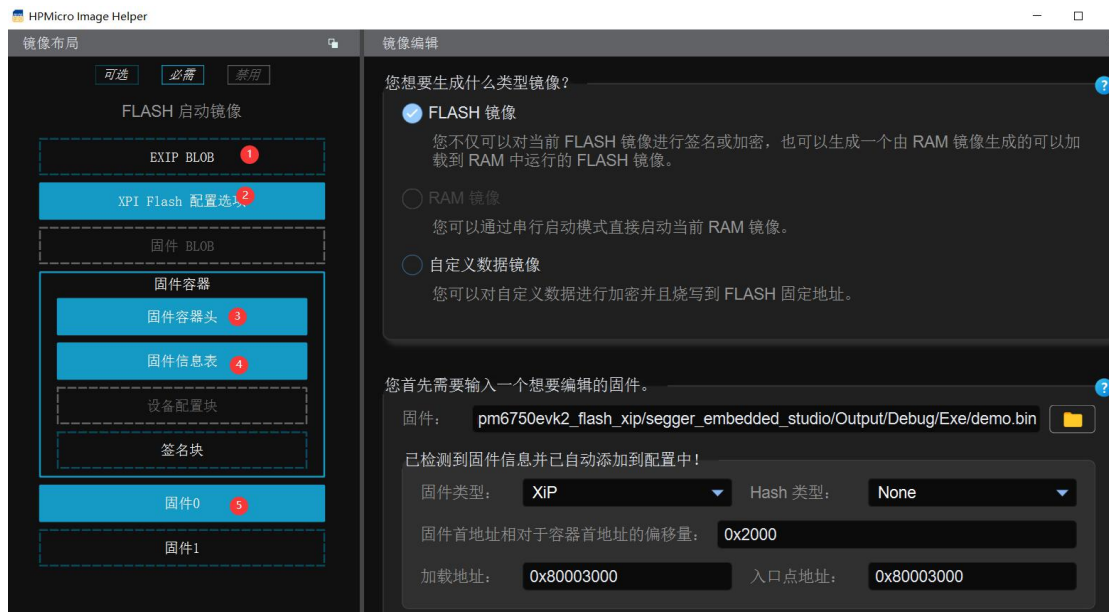 HPMicro Image Helper
镜像布局
镜像编辑
可选 必需 禁用
FLASH 启动镜像
EXIP BLOB 1
XPI Flash 配置选项 2
固件 BLOB
固件容器
固件容器头 3
固件信息表 4
设备配置块
签名块
固件0 5
固件1
您想要生成什么类型镜像?
?
FLASH 镜像
您不仅可以对当前 FLASH 镜像进行签名或加密，也可以生成一个由 RAM 镜像生成的可以加
载到 RAM 中运行的 FLASH 镜像。
RAM 镜像
您可以通过串行启动模式直接启动当前 RAM 镜像。
自定义数据镜像
您可以对自定义数据进行加密并且烧写到 FLASH 固定地址。
您首先需要输入一个想要编辑的固件。
?
固件： pm6750evk2_flash_xip/segger_embedded_studio/Output/Debug/Exe/demo.bin
已检测到固件信息并已自动添加到配置中!
固件类型： XiP Hash 类型： None
固件首地址相对于容器首地址的偏移量： 0x2000
加载地址： 0x80003000 入口点地址： 0x80003000